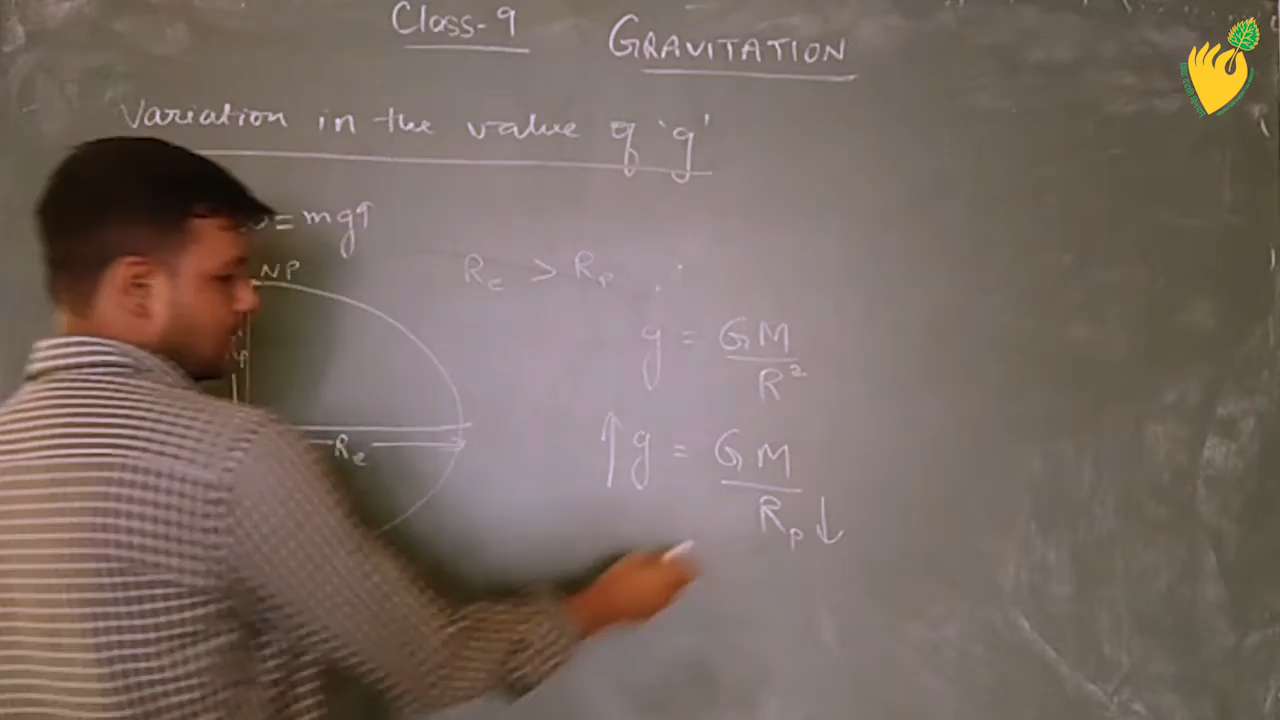 Class-9
GRAVITATION
Variation in the value of 'g'
= mg↑
NP
Re > Rp
g = GM
R²
↑g = GM
Rp↓
Re